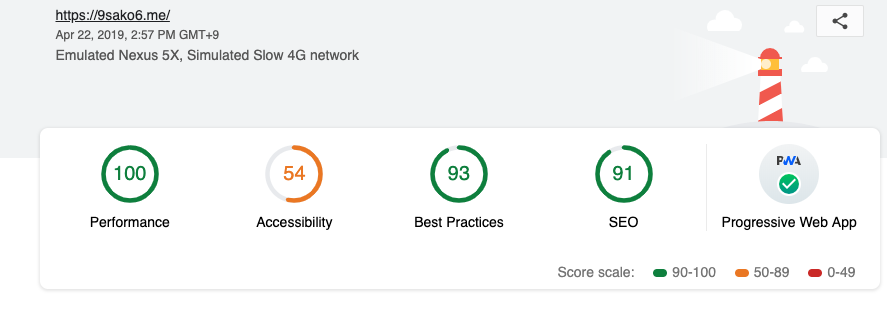 https://9sako6.me/
Apr 22, 2019, 2:57 PM GMT+9
Emulated Nexus 5X, Simulated Slow 4G network
100
54
93
91
PWA
Performance
Accessibility
Best Practices
SEO
Progressive Web App
Score scale:
90-100
50-89
0-49